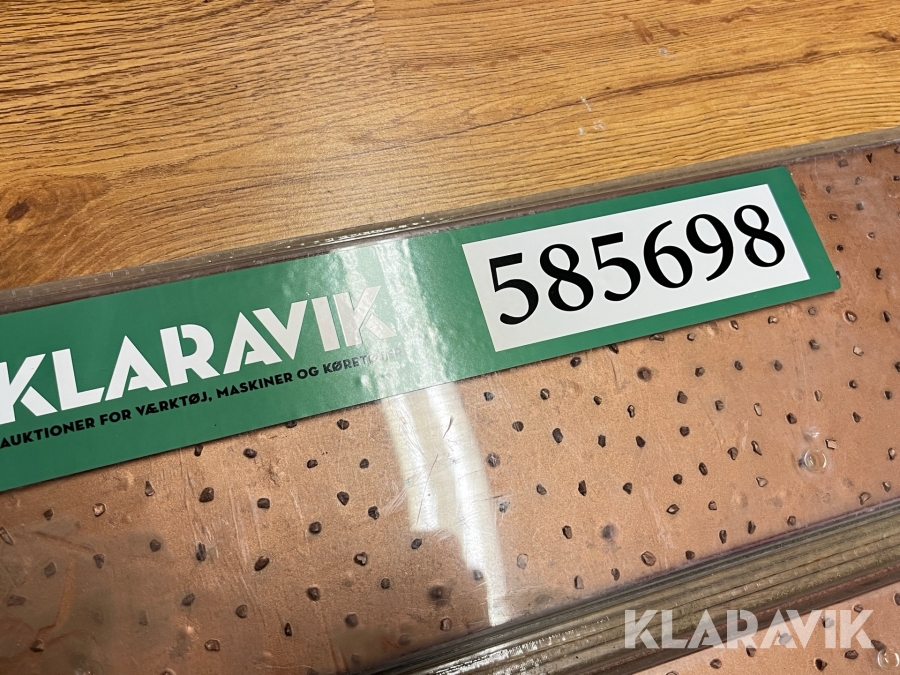 KLARAVIK
AUKTIONER FOR VÆRKTØJ, MASKINER OG KØRETØJER
585698
KLARAVIK